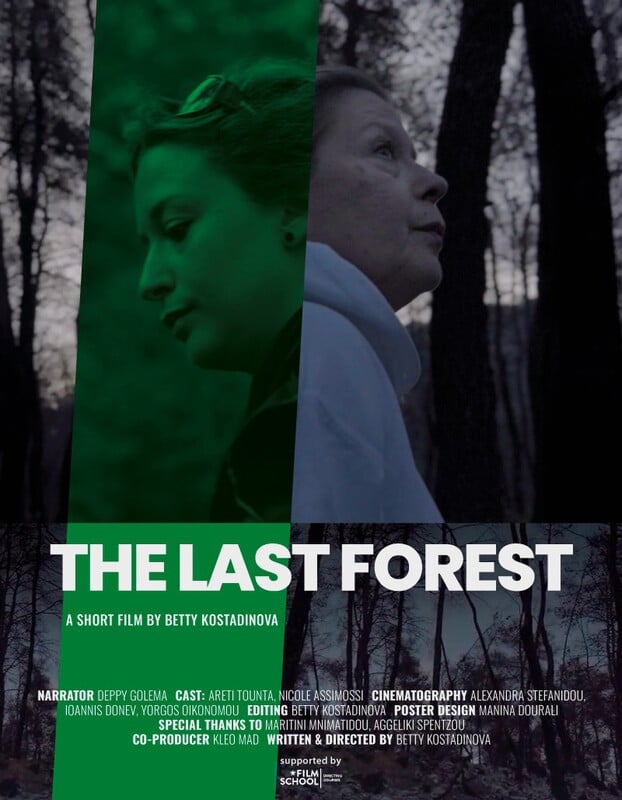 THE LAST FOREST
A SHORT FILM BY BETTY KOSTADINOVA
NARRATOR DEPPY GOLEMA CAST: ARETI TOUNTA, NICOLE ASSIMOSSI CINEMATOGRAPHY ALEXANDRA STEFANIDOU,
IOANNIS DONEV, YORGOS OIKONOMOU EDITING BETTY KOSTADINOVA POSTER DESIGN MANINA DOURALI
SPECIAL THANKS TO MARITINI MNIMATIDOU, AGGELIKI SPENTZOU
CO-PRODUCER KLEO MAD WRITTEN & DIRECTED BY BETTY KOSTADINOVA
supported by
FILM
SCHOOL